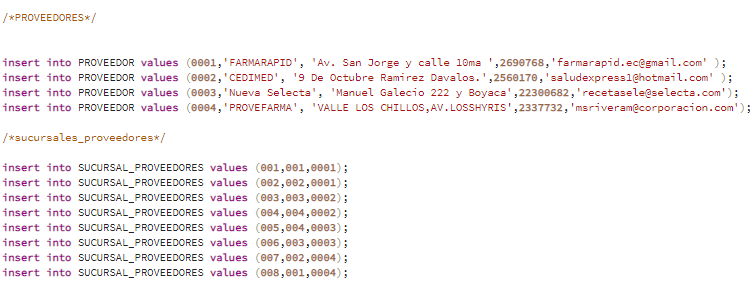 /*PROVEEDORES*/
insert into PROVEEDOR values (0001,'FARMARAPID', 'Av. San Jorge y calle 10ma ',2690768,'farmarapid.ec@gmail.com' );
insert into PROVEEDOR values (0002,'CEDIMED', '9 De Octubre Ramirez Davalos.',2560170,'saludexpress1@hotmail.com' );
insert into PROVEEDOR values (0003,'Nueva Selecta', 'Manuel Galecio 222 y Boyaca',22300682,'recetasele@selecta.com');
insert into PROVEEDOR values (0004,'PROVEFARMA', 'VALLE LOS CHILLOS,AV.LOSSHYRIS',2337732,'msriveram@corporacion.com');
/*sucursales_proveedores*/
insert into SUCURSAL_PROVEEDORES values (001,001,0001);
insert into SUCURSAL_PROVEEDORES values (002,002,0001);
insert into SUCURSAL_PROVEEDORES values (003,003,0002);
insert into SUCURSAL_PROVEEDORES values (004,004,0002);
insert into SUCURSAL_PROVEEDORES values (005,004,0003);
insert into SUCURSAL_PROVEEDORES values (006,003,0003);
insert into SUCURSAL_PROVEEDORES values (007,002,0004);
insert into SUCURSAL_PROVEEDORES values (008,001,0004);